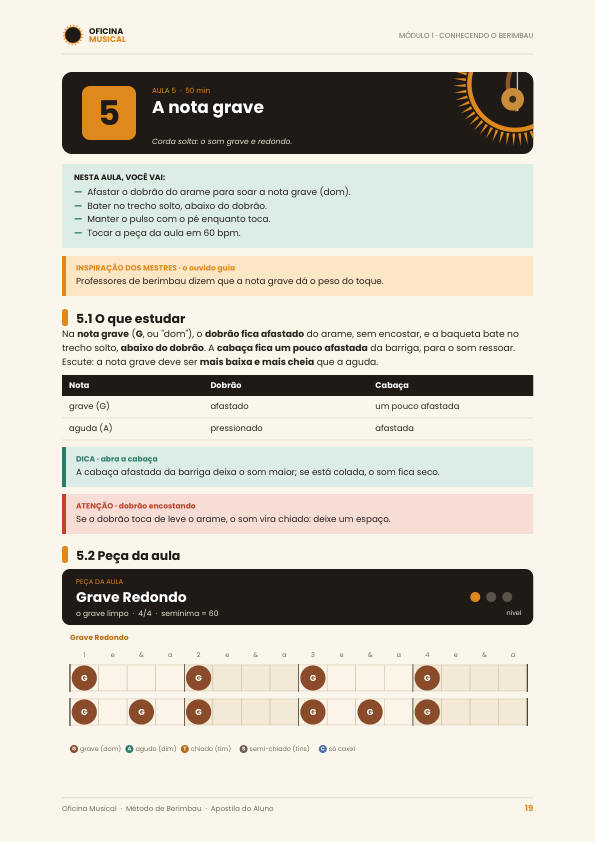 OFICINA
MUSICAL
MÓDULO 1 · CONHECENDO O BERIMBAU
5
AULA 5 · 50 min
A nota grave
Corda solta: o som grave e redondo.
NESTA AULA, VOCÊ VAI:
— Afastar o dobrão do arame para soar a nota grave (dom).
— Bater no trecho solto, abaixo do dobrão.
— Manter o pulso com o pé enquanto toca.
— Tocar a peça da aula em 60 bpm.
INSPIRAÇÃO DOS MESTRES · o ouvido guia
Professores de berimbau dizem que a nota grave dá o peso do toque.
5.1 O que estudar
Na nota grave (G, ou "dom"), o dobrão fica afastado do arame, sem encostar, e a baqueta bate no
trecho solto, abaixo do dobrão. A cabaça fica um pouco afastada da barriga, para o som ressoar.
Escute: a nota grave deve ser mais baixa e mais cheia que a aguda.
Nota Dobrão Cabaça
grave (G) afastado um pouco afastada
aguda (A) pressionado afastada
DICA · abra a cabaça
A cabaça afastada da barriga deixa o som maior; se está colada, o som fica seco.
ATENÇÃO · dobrão encostando
Se o dobrão toca de leve o arame, o som vira chiado: deixe um espaço.
5.2 Peça da aula
PEÇA DA AULA
Grave Redondo
o grave limpo · 4/4 · semínima = 60
nível
Grave Redondo
1 e & a 2 e & a 3 e & a 4 e & a
G G G G
G G G G G G
G grave (dom) A agudo (dim) T chiado (tim) S semi-chiado (tins) C só caxixi
Oficina Musical · Método de Berimbau · Apostila do Aluno
19